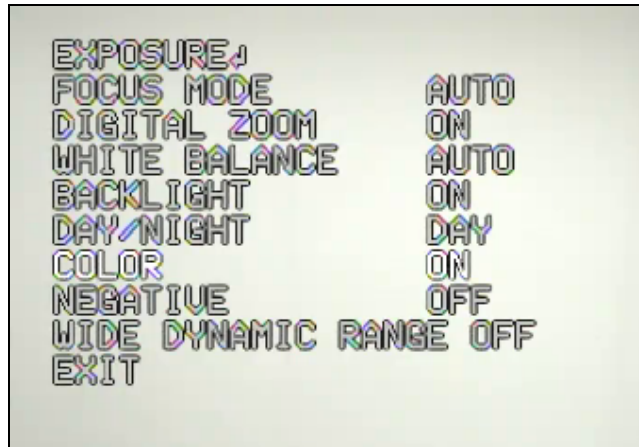 EXPOSURE↲
FOCUS MODE AUTO
DIGITAL ZOOM ON
WHITE BALANCE AUTO
BACKLIGHT ON
DAY/NIGHT DAY
COLOR ON
NEGATIVE OFF
WIDE DYNAMIC RANGE OFF
EXIT